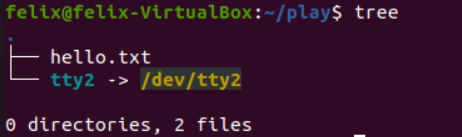 felix@felix-VirtualBox:~/play$ tree
.
├── hello.txt
└── tty2 -> /dev/tty2
0 directories, 2 files